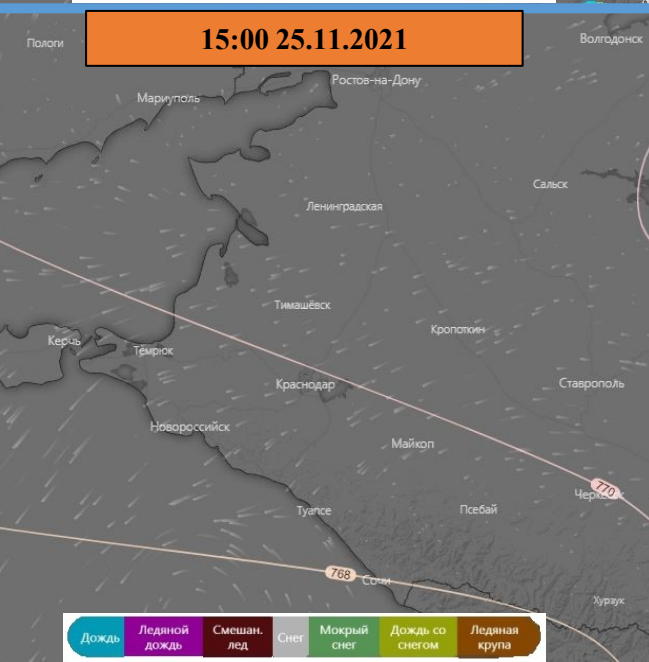 15:00 25.11.2021
Пологи
Волгодонск
Ростов-на-Дону
Мариуполь
Сальск
Ленинградская
Тимашёвск
Кропоткин
Керчь
Темрюк
Краснодар
Ставрополь
Новороссийск
Майкоп
770
Туапсе
Псебай
768
Сочи
Хурзук
Дождь
Ледяной
дождь
Смешан.
лед
Снег
Мокрый
снег
Дождь со
снегом
Ледяная
крупа